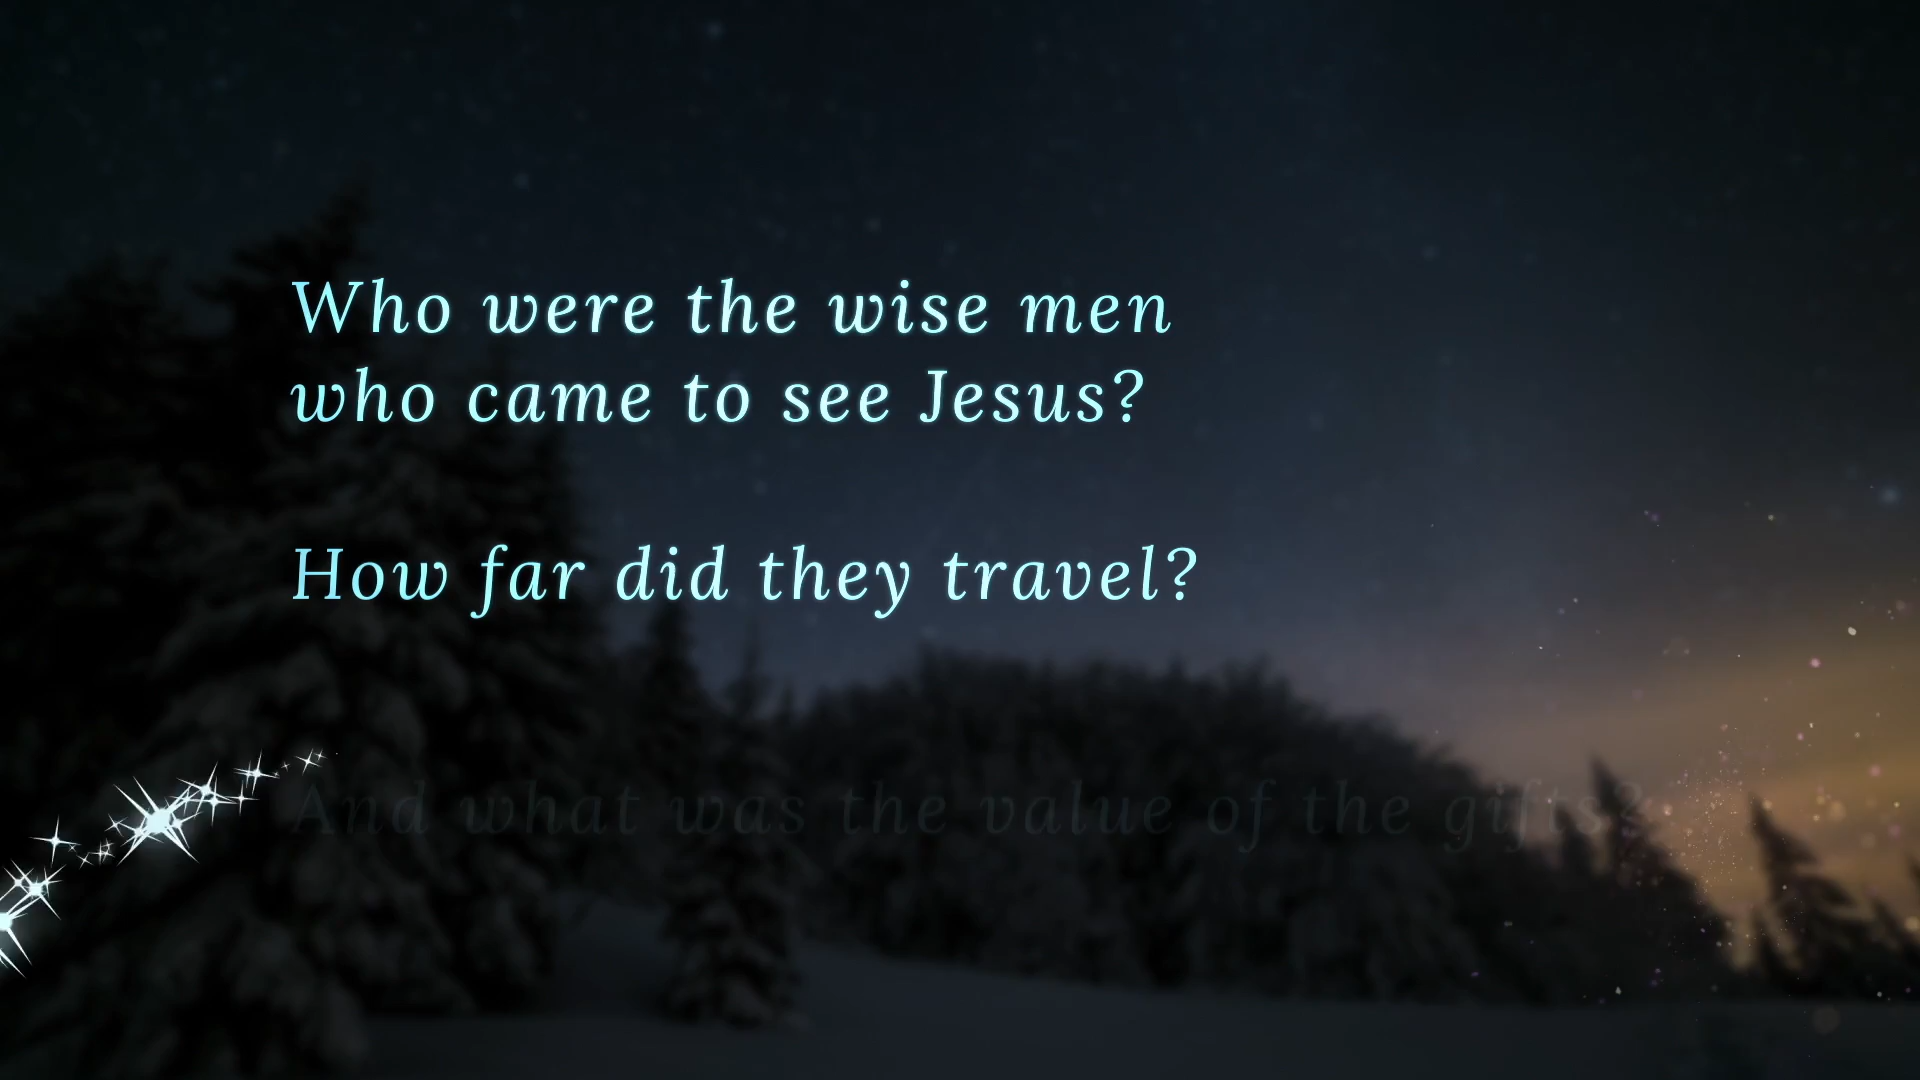 Who were the wise men
who came to see Jesus?
How far did they travel?
And what was the value of the gifts?